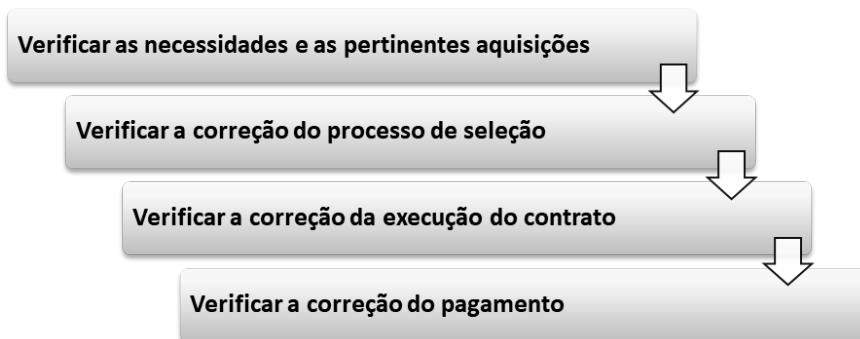 Verificar as necessidades e as pertinentes aquisições
Verificar a correção do processo de seleção
Verificar a correção da execução do contrato
Verificar a correção do pagamento